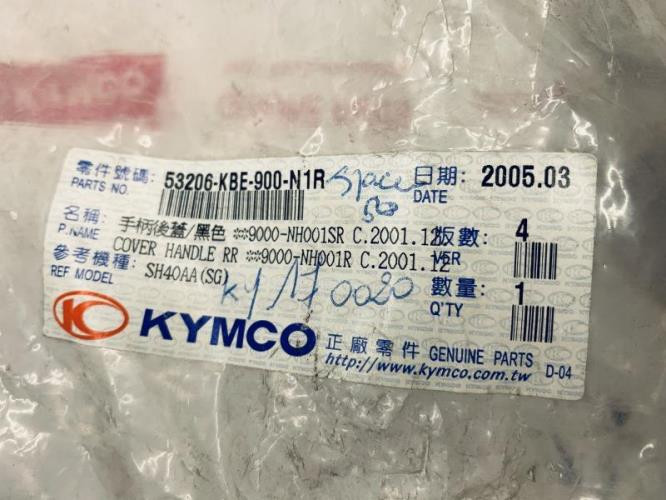 KYMCO
零件號碼: 53206-KBE-900-N1R
PARTS NO.
Space 50
日期: 2005.03
DATE
名稱: 手柄後蓋/黑色 **9000-NH001SR C.2001.12
P.NAME COVER HANDLE RR **9000-NH001R C.2001.12
版數: 4
VER
參考機種: SH40AA(SG)
REF MODEL
KY 170020
數量: 1
Q'TY
KYMCO
正廠零件 GENUINE PARTS
http://www.kymco.com.tw D-04